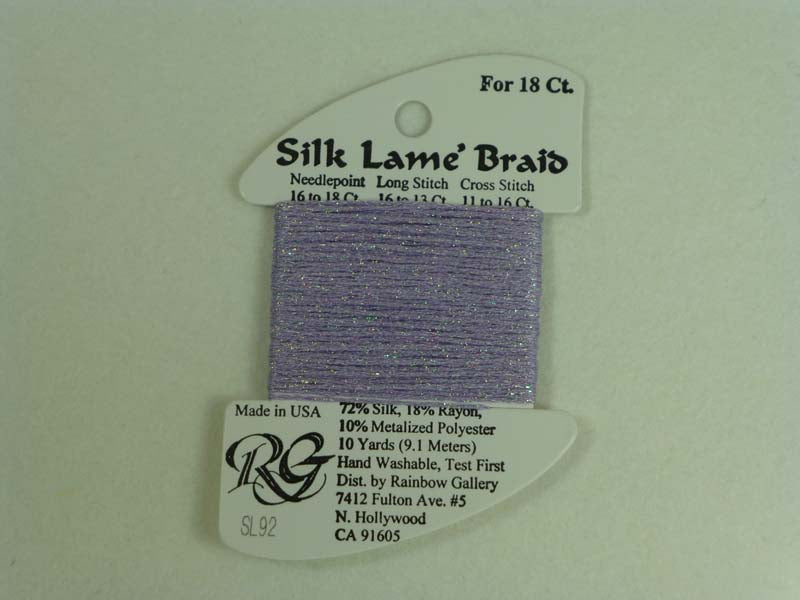 For 18 Ct.
Silk Lame' Braid
Needlepoint Long Stitch Cross Stitch
16 to 18 Ct. 16 to 13 Ct. 11 to 16 Ct.
Made in USA
72% Silk, 18% Rayon,
10% Metalized Polyester
10 Yards (9.1 Meters)
Hand Washable, Test First
Dist. by Rainbow Gallery
7412 Fulton Ave. #5
N. Hollywood
CA 91605
RG
SL92